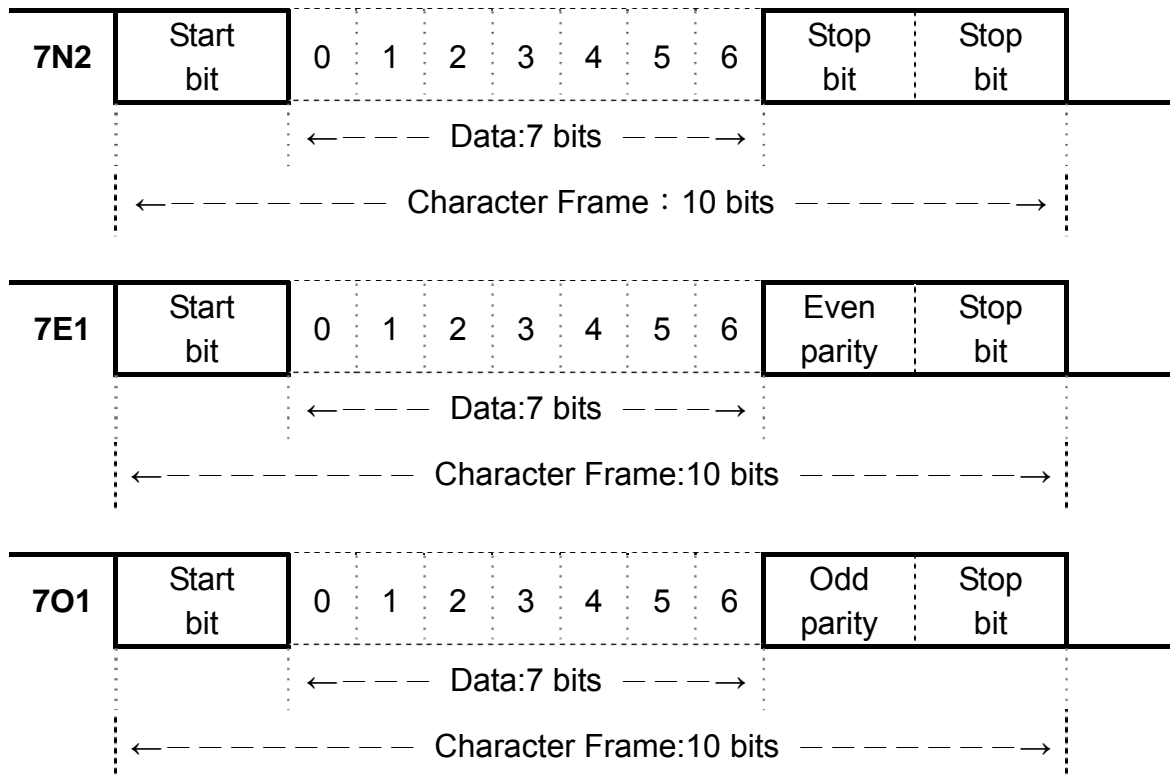 7N2 Start bit 0 1 2 3 4 5 6 Stop bit Stop bit
←−−− Data:7 bits −−−→
←−−−−−−− Character Frame：10 bits −−−−−−−→
7E1 Start bit 0 1 2 3 4 5 6 Even parity Stop bit
←−−− Data:7 bits −−−→
←−−−−−−−− Character Frame:10 bits −−−−−−−→
7O1 Start bit 0 1 2 3 4 5 6 Odd parity Stop bit
←−−− Data:7 bits −−−→
←−−−−−−−− Character Frame:10 bits −−−−−−−→